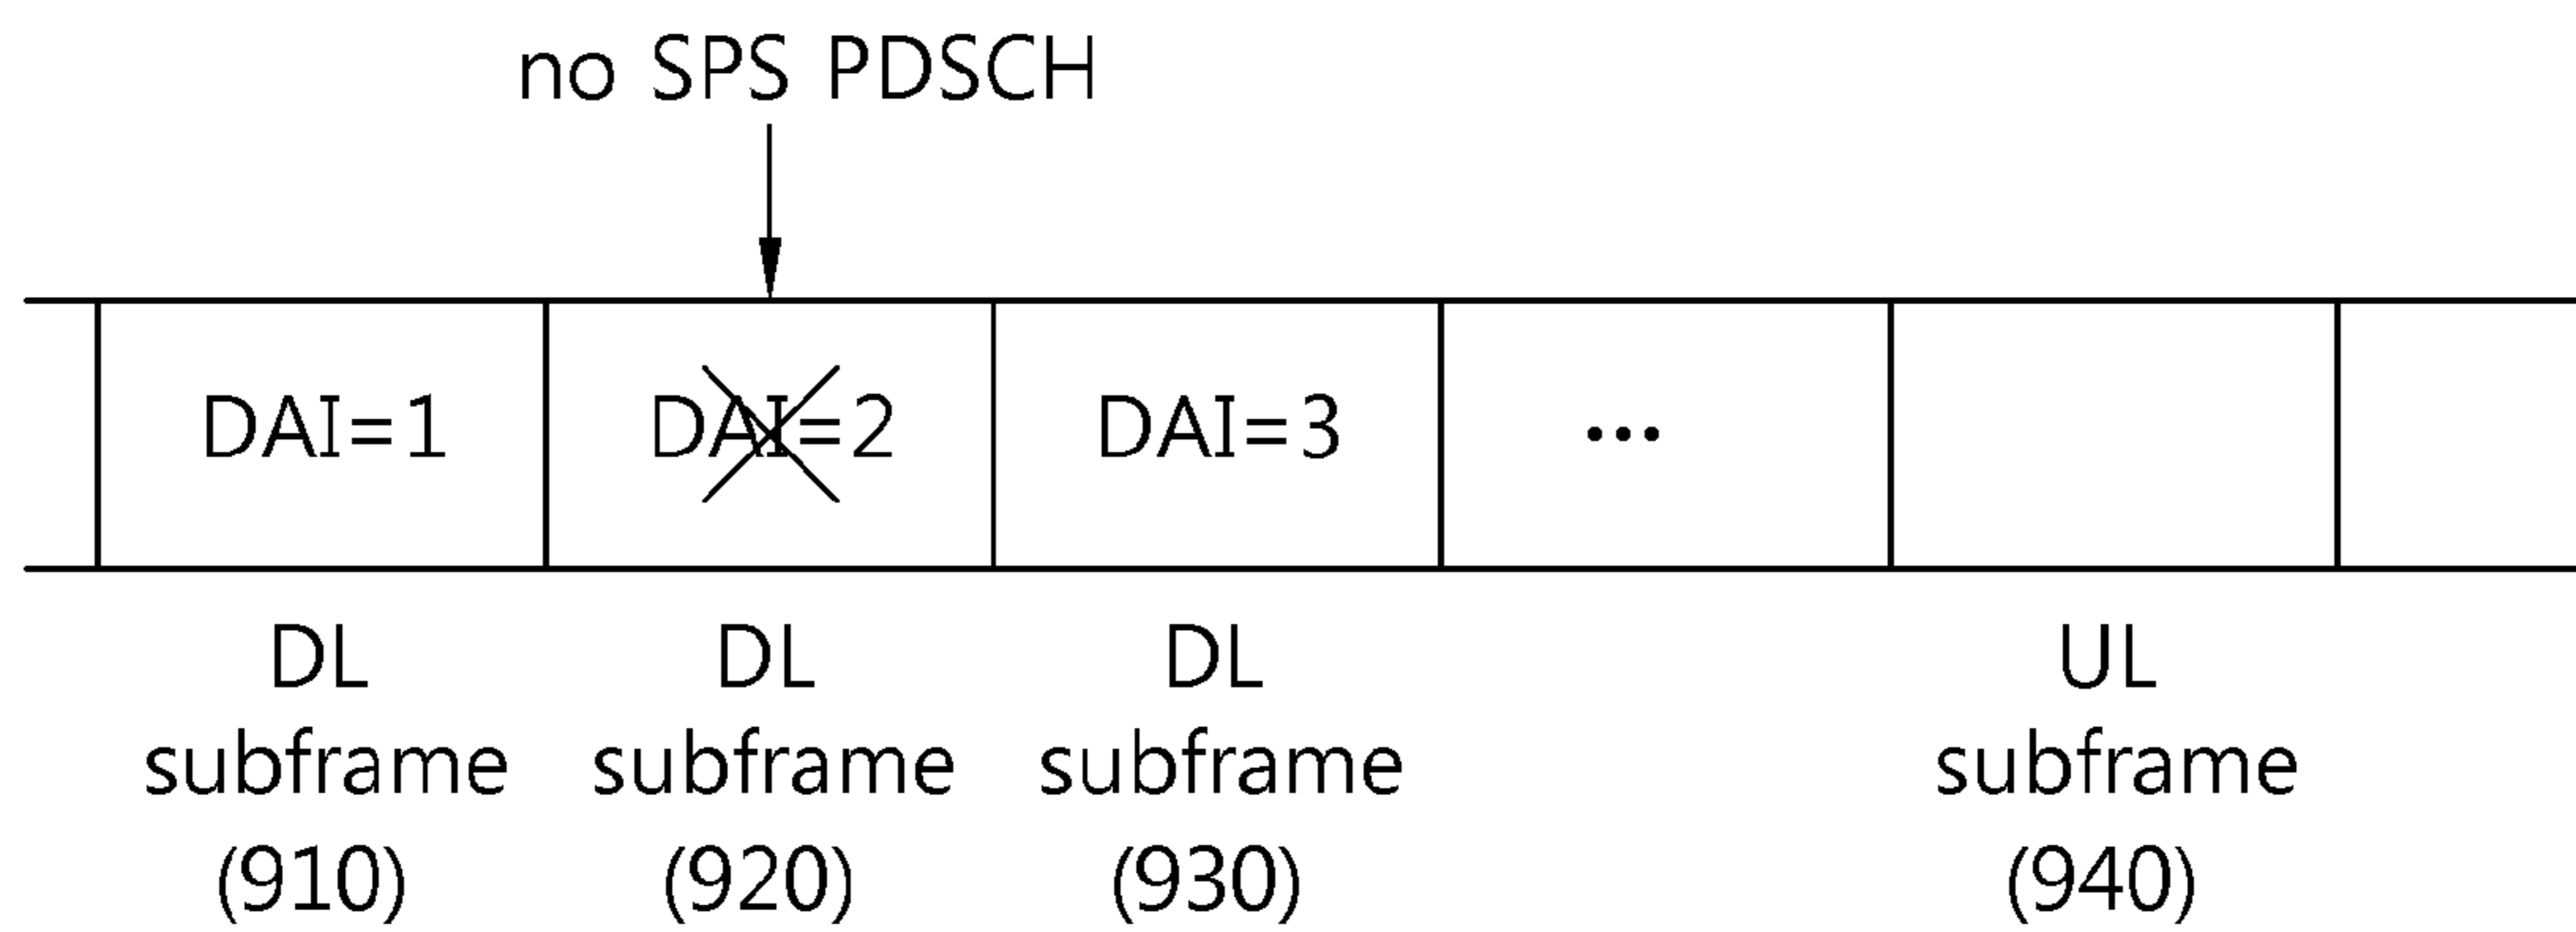 no SPS PDSCH
DAI=1 DAI=2 DAI=3 ...
DL DL DL UL
subframe subframe subframe subframe
(910) (920) (930) (940)